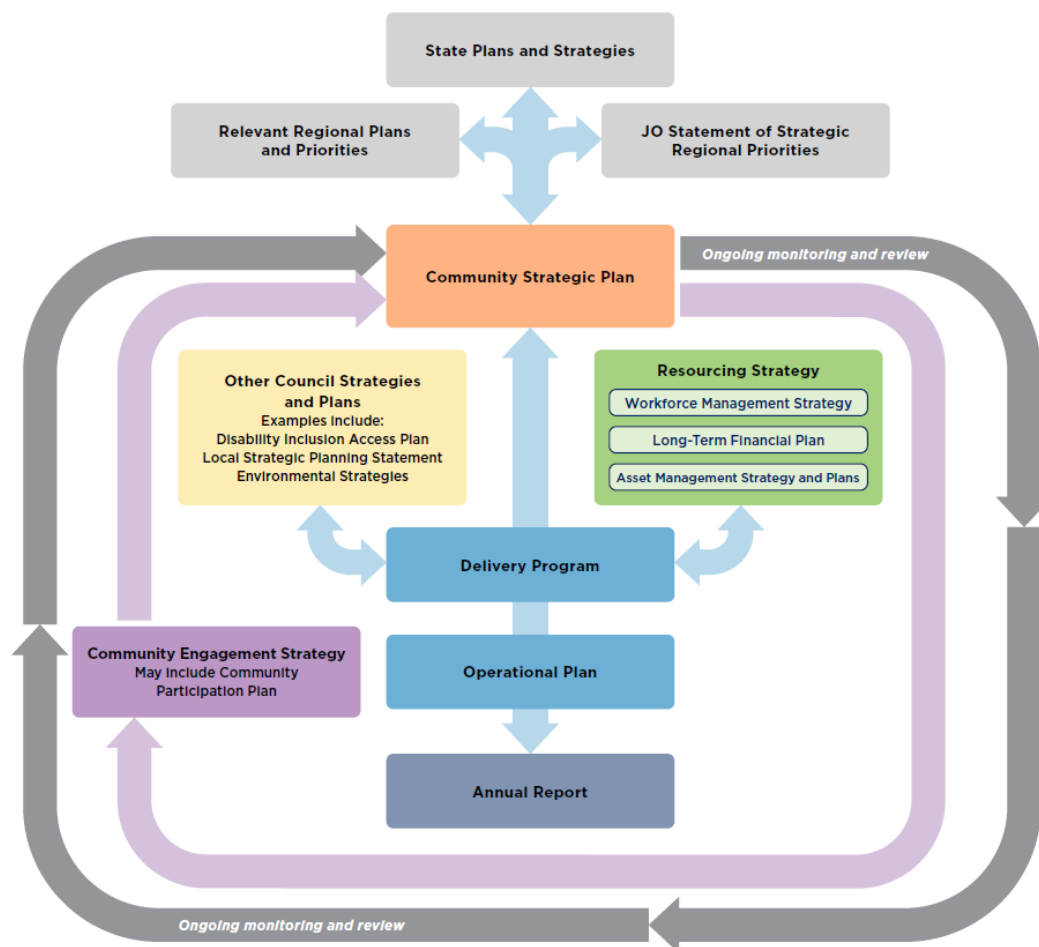 State Plans and Strategies
Relevant Regional Plans
and Priorities
JO Statement of Strategic
Regional Priorities
Community Strategic Plan
Ongoing monitoring and review
Other Council Strategies
and Plans
Examples include:
Disability Inclusion Access Plan
Local Strategic Planning Statement
Environmental Strategies
Resourcing Strategy
Workforce Management Strategy
Long-Term Financial Plan
Asset Management Strategy and Plans
Delivery Program
Community Engagement Strategy
May include Community
Participation Plan
Operational Plan
Annual Report
Ongoing monitoring and review